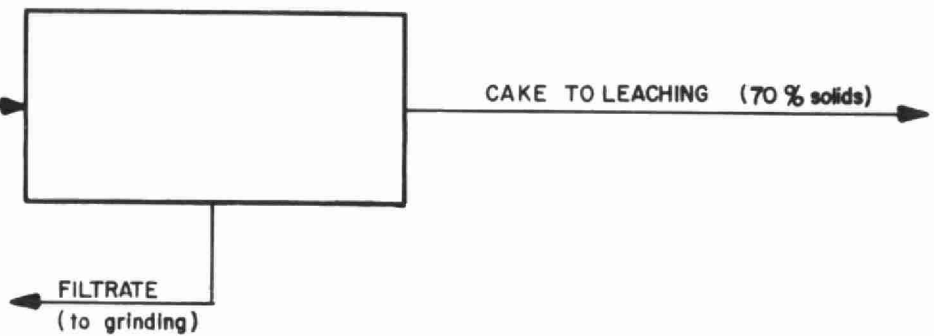 CAKE TO LEACHING (70 % solids)
FILTRATE
(to grinding)